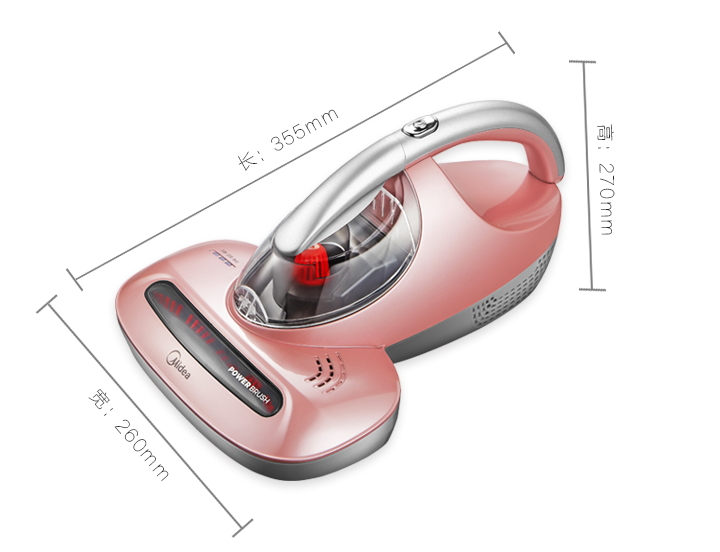 长：355mm
高：270mm
宽：260mm
Midea
POWER BRUSH